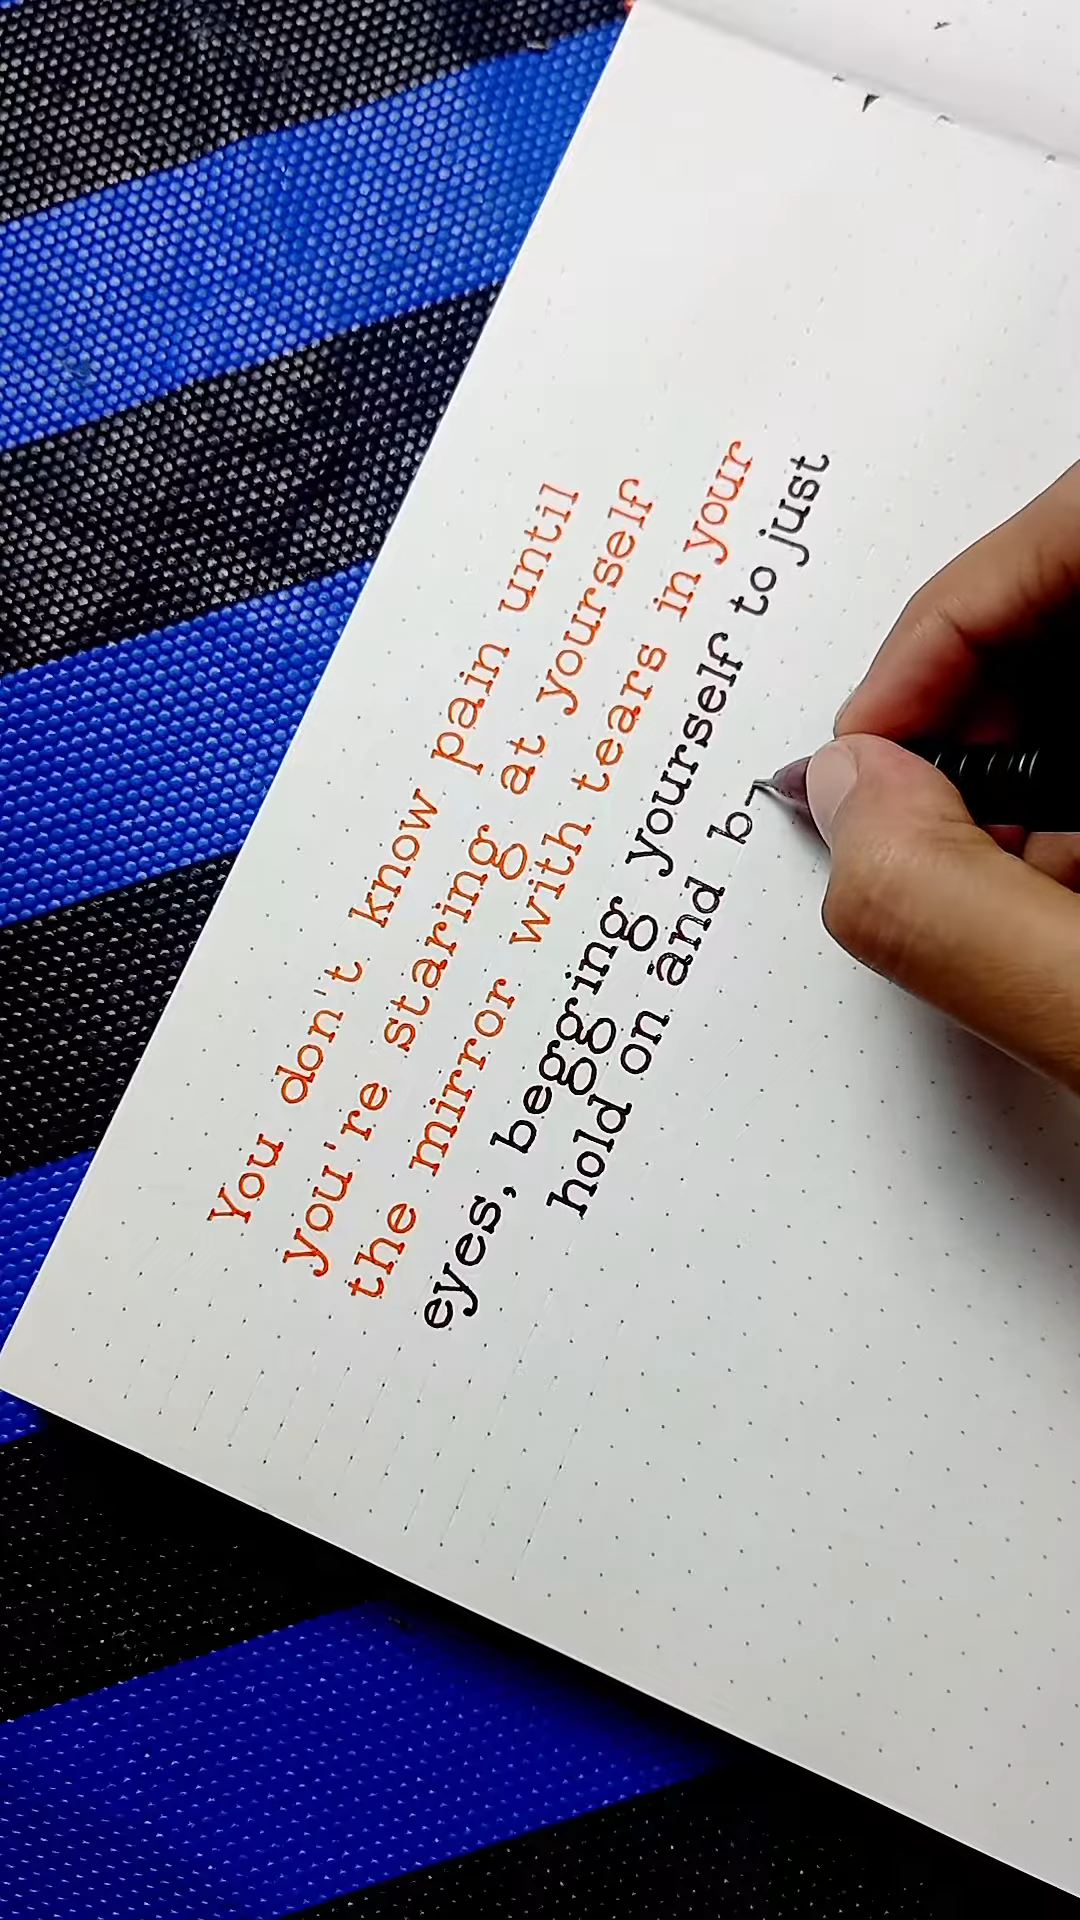 You don't know pain until
you're staring at yourself
the mirror with tears in your
eyes, begging yourself to just
hold on and b